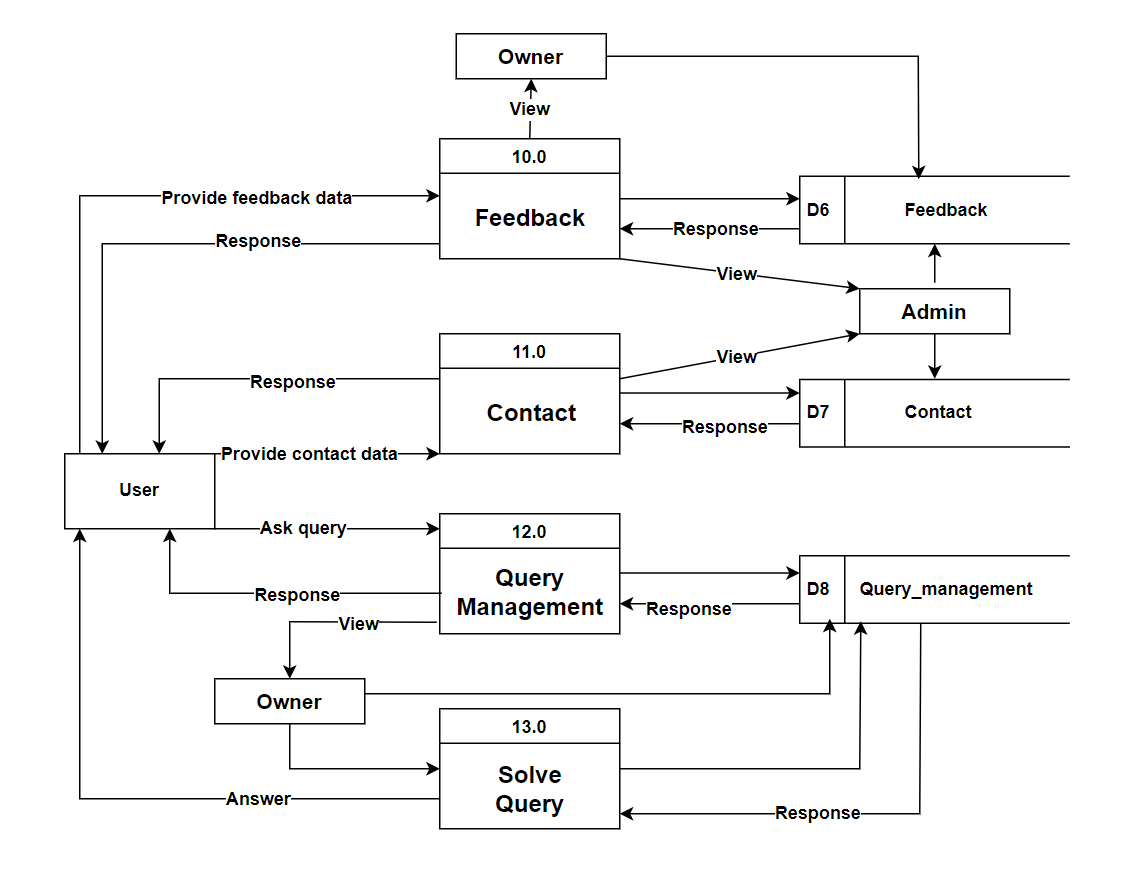 Owner
View
10.0
Provide feedback data
Feedback
D6
Feedback
Response
Response
View
Admin
11.0
View
Response
Contact
D7
Contact
Response
Provide contact data
User
Ask query
12.0
Query
Management
D8
Query_management
Response
Response
View
Owner
13.0
Solve
Query
Answer
Response